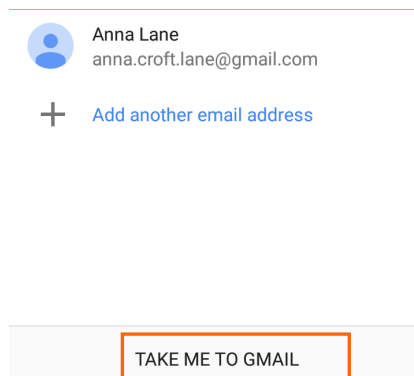 Anna Lane
anna.croft.lane@gmail.com
Add another email address
TAKE ME TO GMAIL